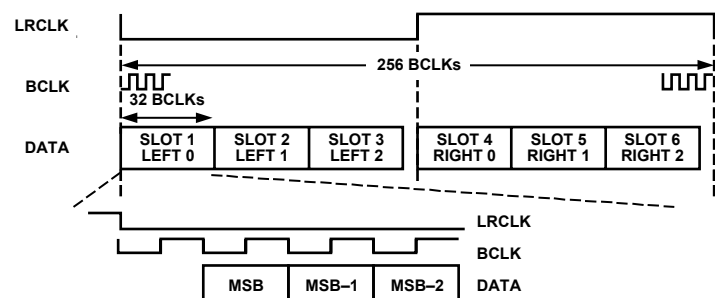 LRCLK
256 BCLKs
BCLK
32 BCLKs
DATA
SLOT 1
LEFT 0
SLOT 2
LEFT 1
SLOT 3
LEFT 2
SLOT 4
RIGHT 0
SLOT 5
RIGHT 1
SLOT 6
RIGHT 2
LRCLK
BCLK
MSB
MSB–1
MSB–2
DATA